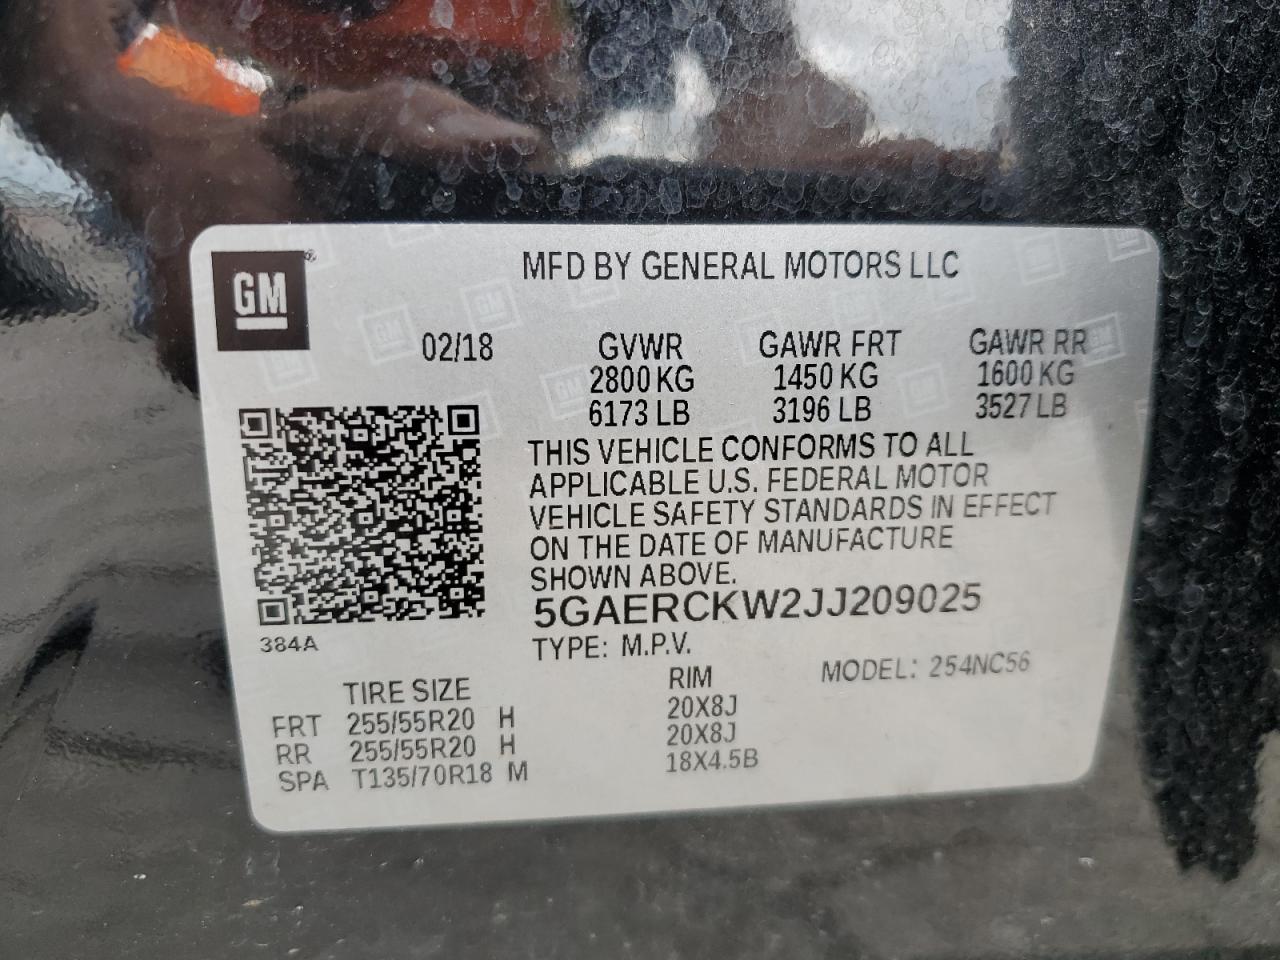 GM
MFD BY GENERAL MOTORS LLC
02/18 GVWR GAWR FRT GAWR RR
2800 KG 1450 KG 1600 KG
6173 LB 3196 LB 3527 LB
THIS VEHICLE CONFORMS TO ALL
APPLICABLE U.S. FEDERAL MOTOR
VEHICLE SAFETY STANDARDS IN EFFECT
ON THE DATE OF MANUFACTURE
SHOWN ABOVE.
5GAERCKW2JJ209025
384A
TYPE: M.P.V. MODEL: 254NC56
TIRE SIZE RIM
FRT 255/55R20 H 20X8J
RR 255/55R20 H 20X8J
SPA T135/70R18 M 18X4.5B